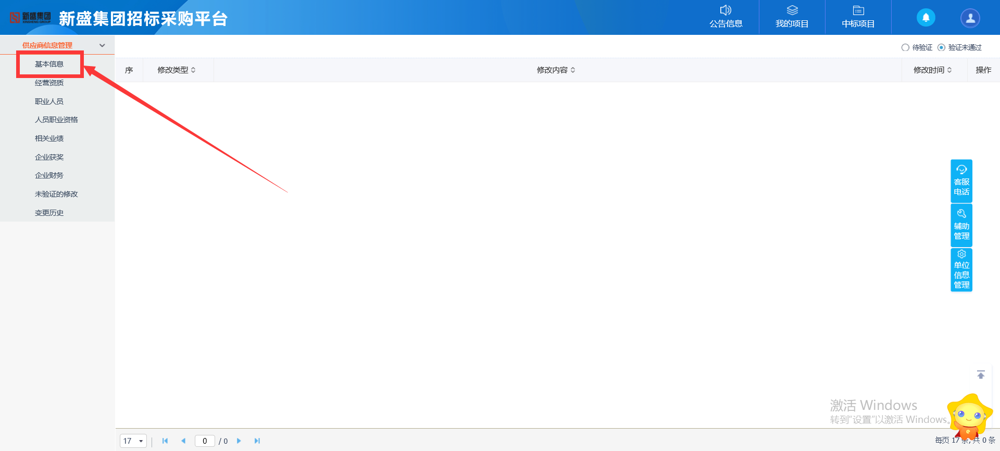 新盛集团
XINSHENG GROUP
新盛集团招标采购平台
公告信息
我的项目
中标项目
供应商信息管理
基本信息
经营资质
职业人员
人员职业资格
相关业绩
企业获奖
企业财务
未验证的修改
变更历史
待验证
验证未通过
序
修改类型
修改内容
修改时间
操作
客服
电话
辅助
管理
单位
信息
管理
激活 Windows
转到“设置”以激活 Windows。
17
0
/ 0
每页 17 条, 共 0 条